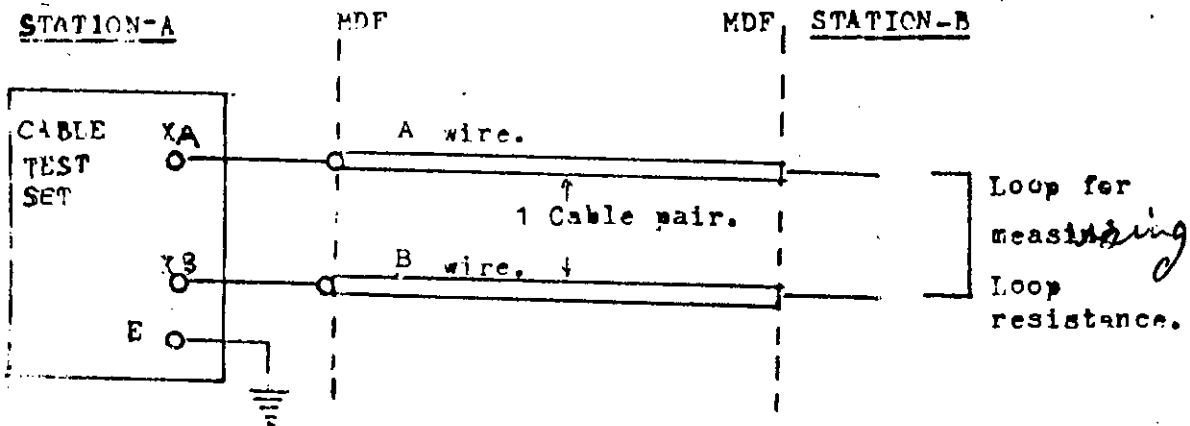 STATION-A
MDF
MDF
STATION-B
CABLE
TEST
SET
XA
A wire.
1 Cable pair.
XB
B wire.
E
Loop for
measuring
Loop
resistance.